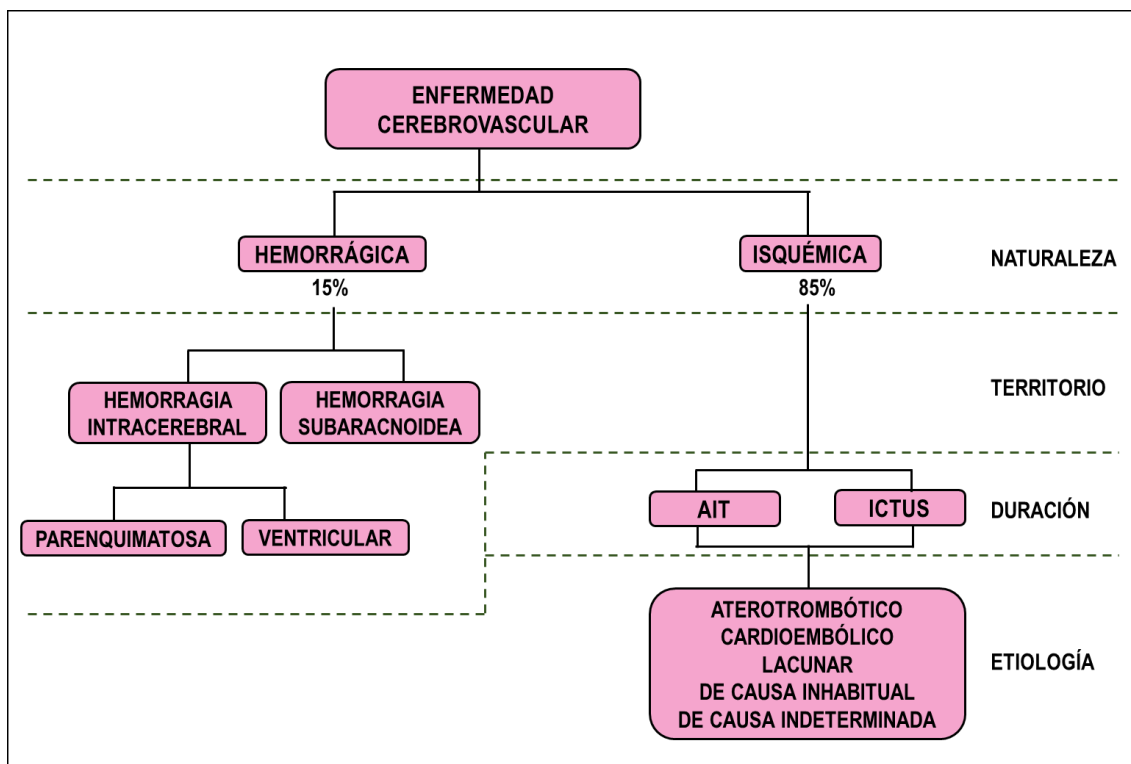 ENFERMEDAD
CEREBROVASCULAR
HEMORRÁGICA
15%
ISQUÉMICA
85%
NATURALEZA
HEMORRAGIA
INTRACEREBRAL
HEMORRAGIA
SUBARACNOIDEA
TERRITORIO
PARENQUIMATOSA
VENTRICULAR
AIT
ICTUS
DURACIÓN
ATEROTROMBÓTICO
CARDIOEMBÓLICO
LACUNAR
DE CAUSA INHABITUAL
DE CAUSA INDETERMINADA
ETIOLOGÍA